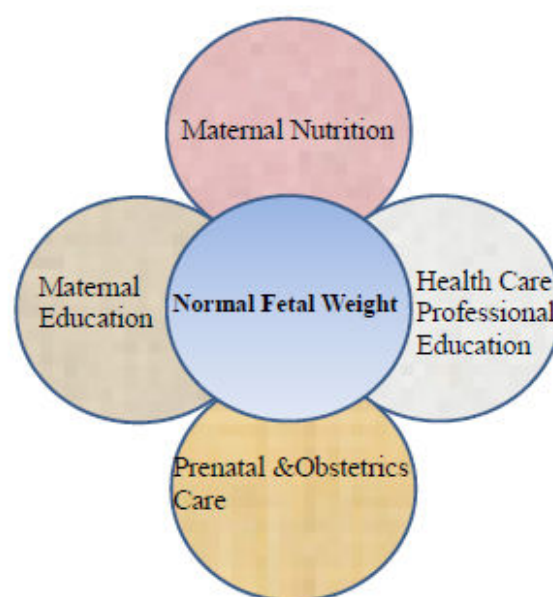 Maternal Nutrition
Maternal
Education
Normal Fetal Weight
Health Care
Professional
Education
Prenatal &Obstetrics
Care